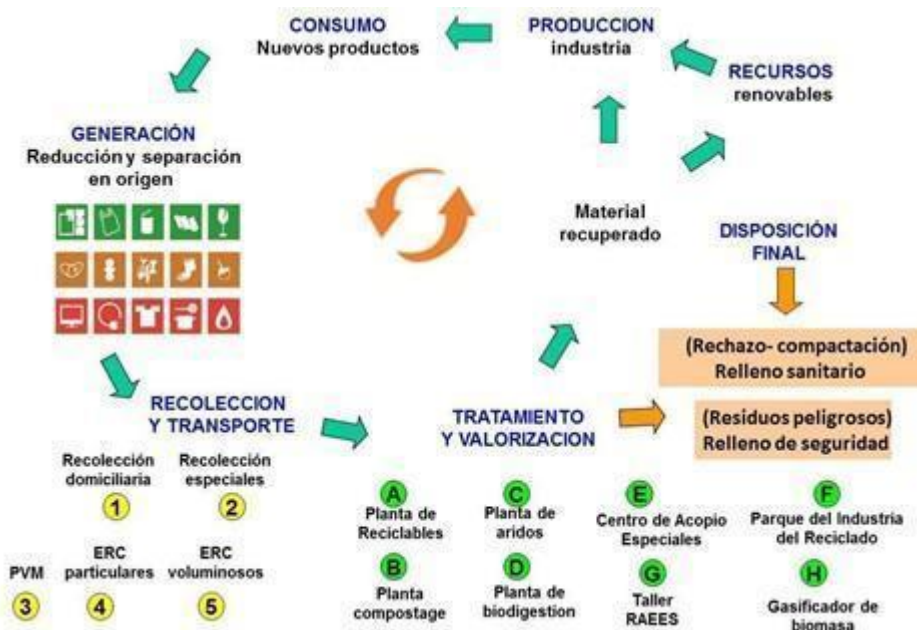 CONSUMO
Nuevos productos
PRODUCCION
industria
RECURSOS
renovables
GENERACIÓN
Reducción y separación
en origen
Material
recuperado
DISPOSICIÓN
FINAL
(Rechazo- compactación)
Relleno sanitario
(Residuos peligrosos)
Relleno de seguridad
RECOLECCION
Y TRANSPORTE
TRATAMIENTO
Y VALORIZACION
Recolección
domiciliaria
1
Recolección
especiales
2
PVM
3
ERC
particulares
4
ERC
voluminosos
5
A
Planta de
Reciclables
B
Planta
compostage
C
Planta de
aridos
D
Planta de
biodigestion
E
Centro de Acopio
Especiales
G
Taller
RAEES
F
Parque del Industria
del Reciclado
H
Gasificador de
biomasa